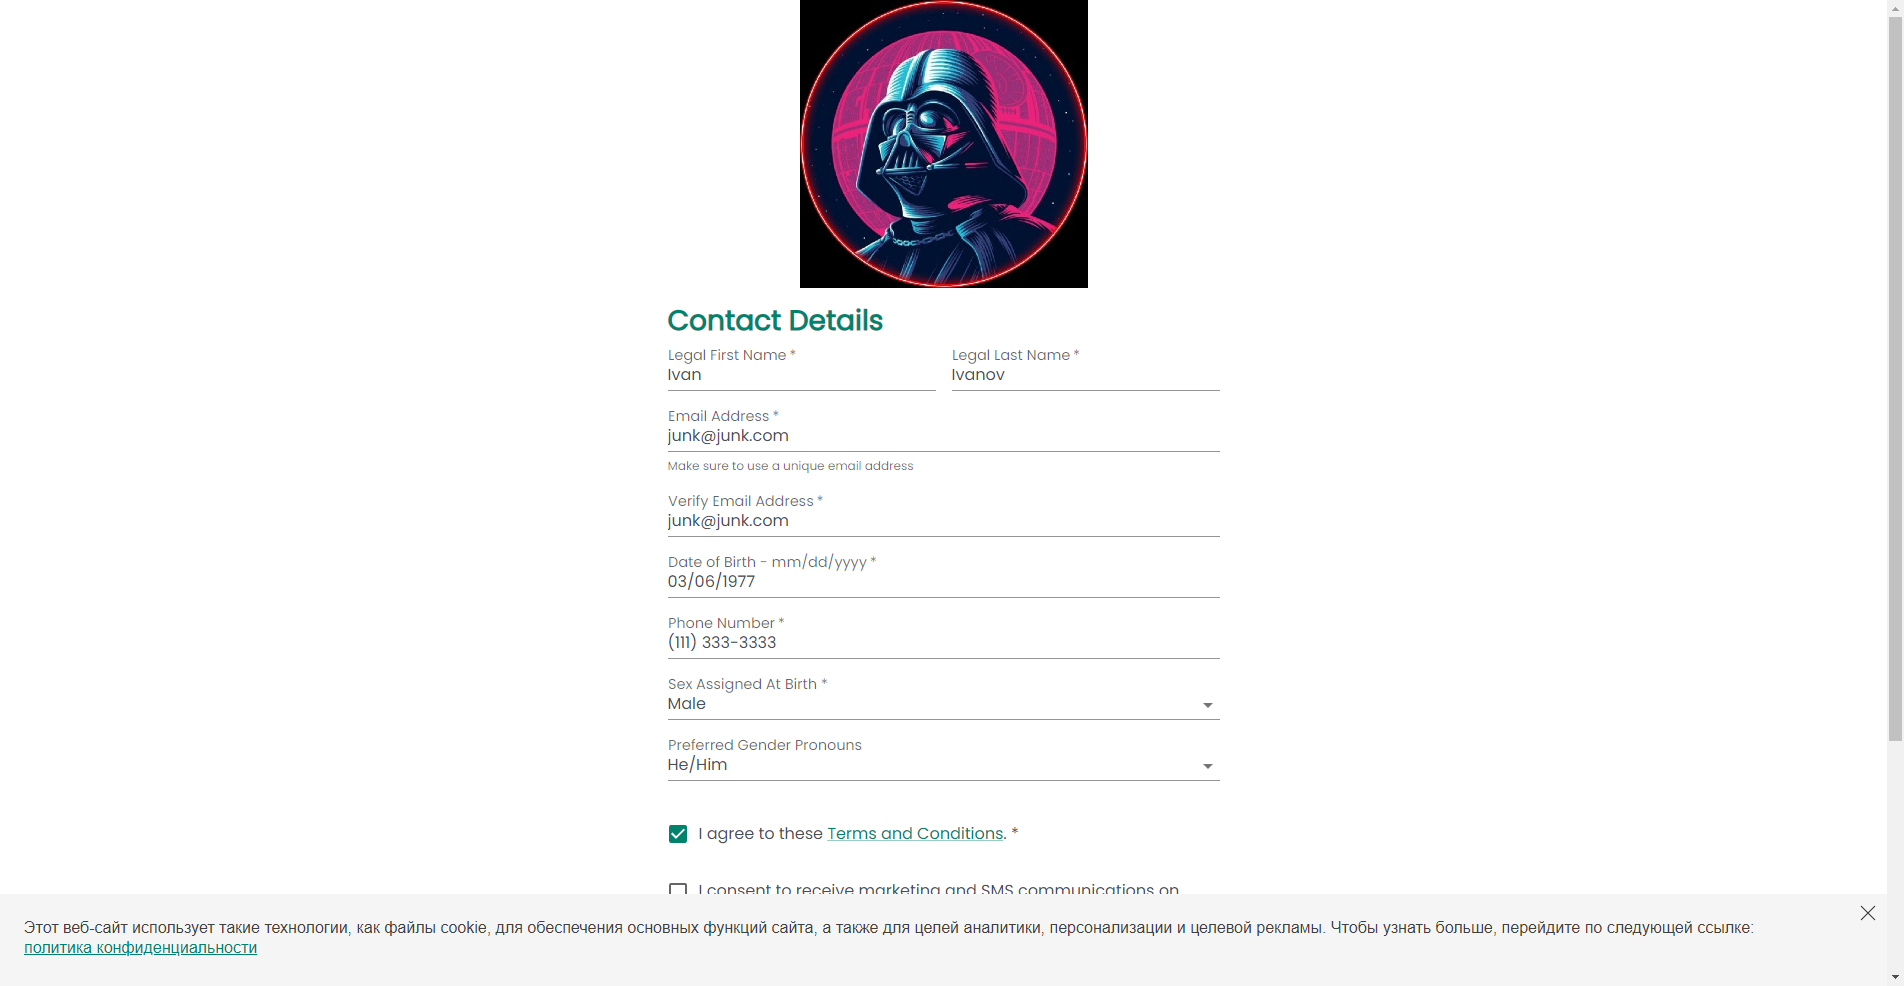 Contact Details
Legal First Name *
Legal Last Name *
Ivan
Ivanov
Email Address *
junk@junk.com
Make sure to use a unique email address
Verify Email Address *
junk@junk.com
Date of Birth - mm/dd/yyyy *
03/06/1977
Phone Number *
(111) 333-3333
Sex Assigned At Birth *
Male
Preferred Gender Pronouns
He/Him
I agree to these Terms and Conditions. *
I consent to receive marketing and SMS communications on
Этот веб-сайт использует такие технологии, как файлы cookie, для обеспечения основных функций сайта, а также для целей аналитики, персонализации и целевой рекламы. Чтобы узнать больше, перейдите по следующей ссылке:
политика конфиденциальности